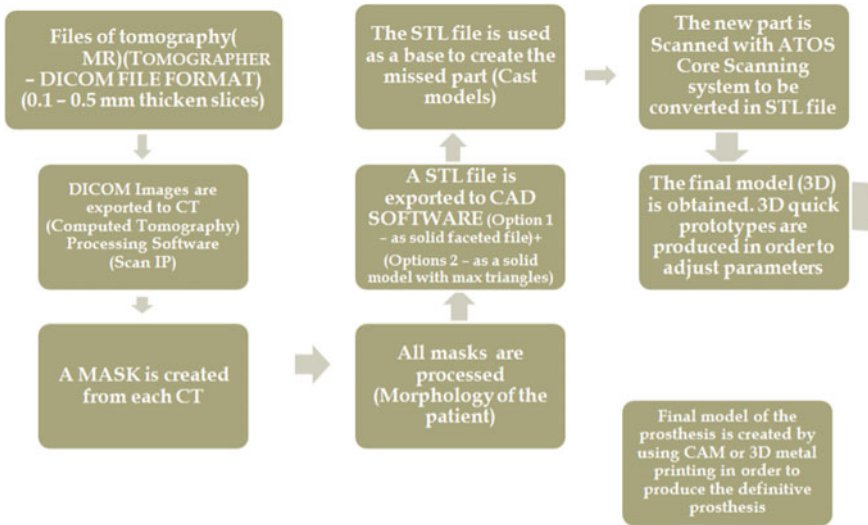 Files of tomography(
MR)(TOMOGRAPHER
– DICOM FILE FORMAT)
(0.1 – 0.5 mm thicken slices)
DICOM Images are
exported to CT
(Computed Tomography)
Processing Software
(Scan IP)
A MASK is created
from each CT
All masks are
processed
(Morphology of the
patient)
A STL file is
exported to CAD
SOFTWARE (Option 1
– as solid faceted file)+
(Options 2 – as a solid
model with max triangles)
The STL file is used
as a base to create the
missed part (Cast
models)
The new part is
Scanned with ATOS
Core Scanning
system to be
converted in STL file
The final model (3D)
is obtained. 3D quick
prototypes are
produced in order to
adjust parameters
Final model of the
prosthesis is created by
using CAM or 3D metal
printing in order to
produce the definitive
prosthesis